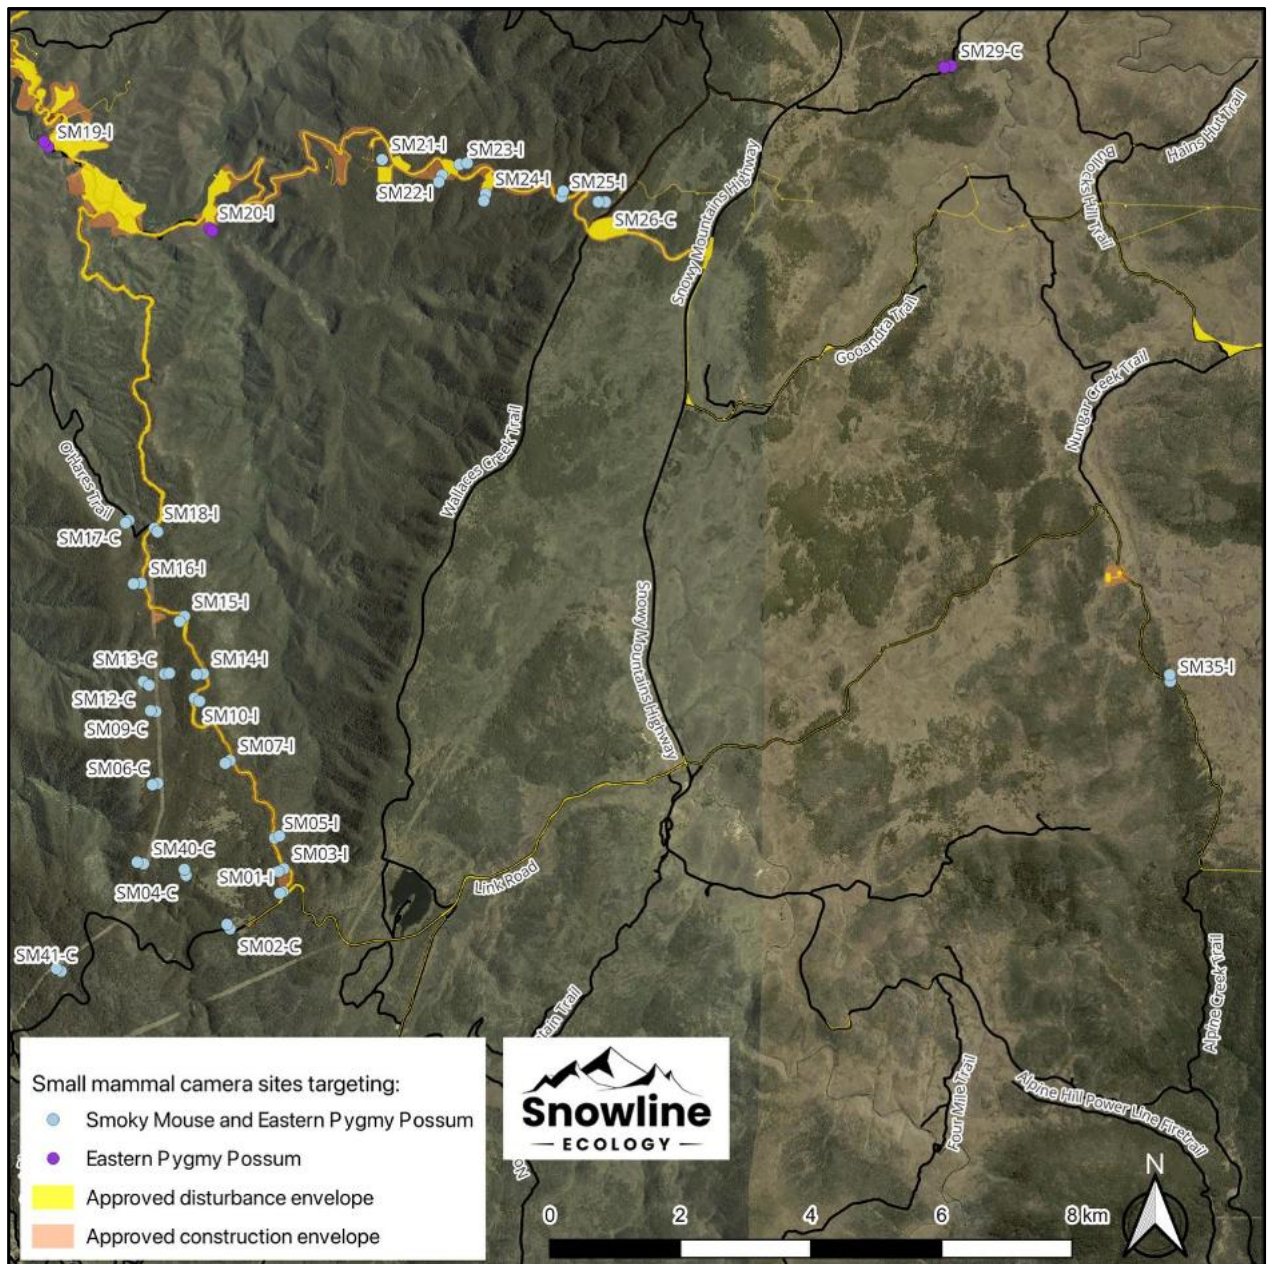 SM29-C
SM19-I
Hains Hut Trail
SM21-I
SM23-I
Bullocks Hill Trail
SM22-I
SM24-I
SM25-I
SM20-I
SM26-C
Snowy Mountains Highway
Gooandra Trail
Nungar Creek Trail
Wallaces Creek Trail
O'Hares Trail
SM18-I
SM17-C
SM16-I
SM15-I
Snowy Mountains Highway
SM13-C
SM14-I
SM35-I
SM12-C
SM10-I
SM09-C
SM07-I
SM06-C
SM05-I
SM40-C
SM03-I
SM01-I
SM04-C
Link Road
SM02-C
SM41-C
Alpine Creek Trail
Trail
Four Mile Trail
Alpine Hill Power Line Firetrail
Small mammal camera sites targeting:
Smoky Mouse and Eastern Pygmy Possum
Eastern Pygmy Possum
Approved disturbance envelope
Approved construction envelope
Snowline
ECOLOGY
N
0 2 4 6 8 km